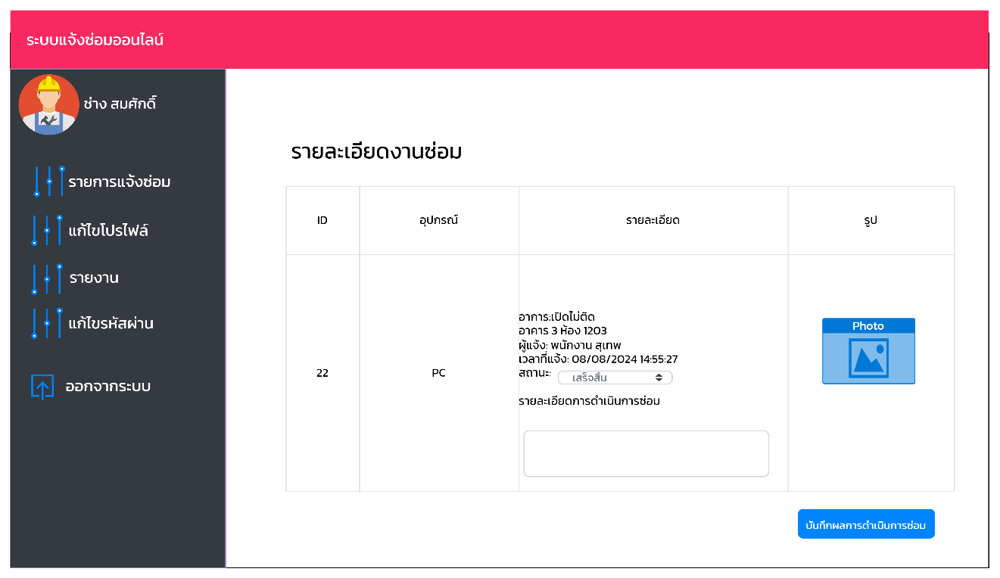 ระบบแจ้งซ่อมออนไลน์
ช่าง สมศักดิ์
รายการแจ้งซ่อม
แก้ไขโปรไฟล์
รายงาน
แก้ไขรหัสผ่าน
ออกจากระบบ
รายละเอียดงานซ่อม
ID อุปกรณ์ รายละเอียด รูป
22 PC
อาการ:เปิดไม่ติด
อาคาร 3 ห้อง 1203
ผู้แจ้ง: พนักงาน สุเทพ
เวลาที่แจ้ง: 08/08/2024 14:55:27
สถานะ: เสร็จสิ้น
รายละเอียดการดำเนินการซ่อม
Photo
บันทึกผลการดำเนินการซ่อม